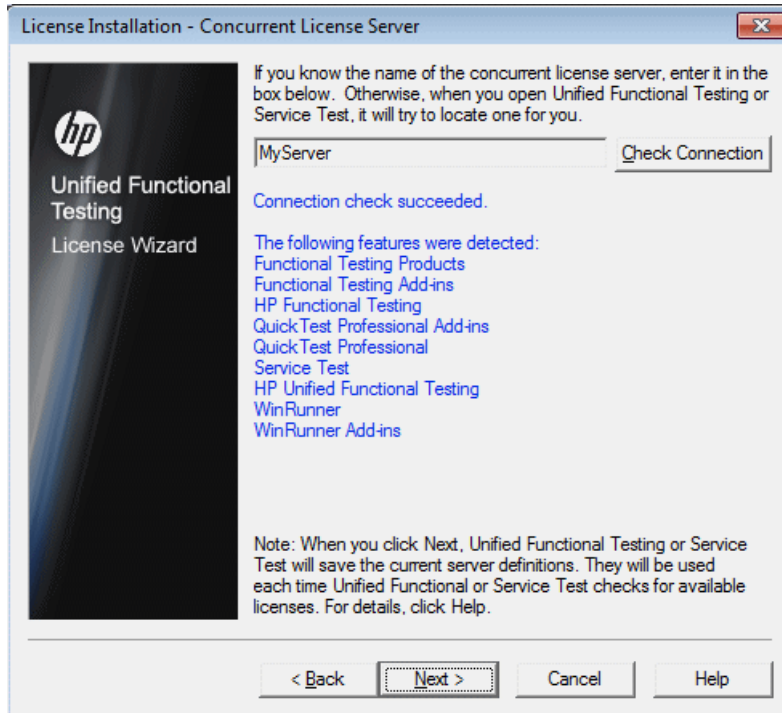 License Installation - Concurrent License Server
hp
Unified Functional
Testing
License Wizard
If you know the name of the concurrent license server, enter it in the
box below. Otherwise, when you open Unified Functional Testing or
Service Test, it will try to locate one for you.
MyServer
Check Connection
Connection check succeeded.
The following features were detected:
Functional Testing Products
Functional Testing Add-ins
HP Functional Testing
QuickTest Professional Add-ins
QuickTest Professional
Service Test
HP Unified Functional Testing
WinRunner
WinRunner Add-ins
Note: When you click Next, Unified Functional Testing or Service
Test will save the current server definitions. They will be used
each time Unified Functional or Service Test checks for available
licenses. For details, click Help.
< Back
Next >
Cancel
Help